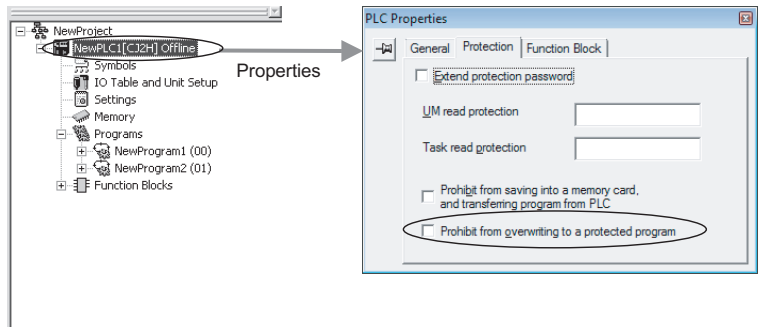 NewProject
NewPLC1[CJ2H] Offline
Symbols
IO Table and Unit Setup
Settings
Memory
Programs
NewProgram1 (00)
NewProgram2 (01)
Function Blocks
Properties
PLC Properties
General Protection Function Block
Extend protection password
UM read protection
Task read protection
Prohibit from saving into a memory card,
and transferring program from PLC
Prohibit from overwriting to a protected program